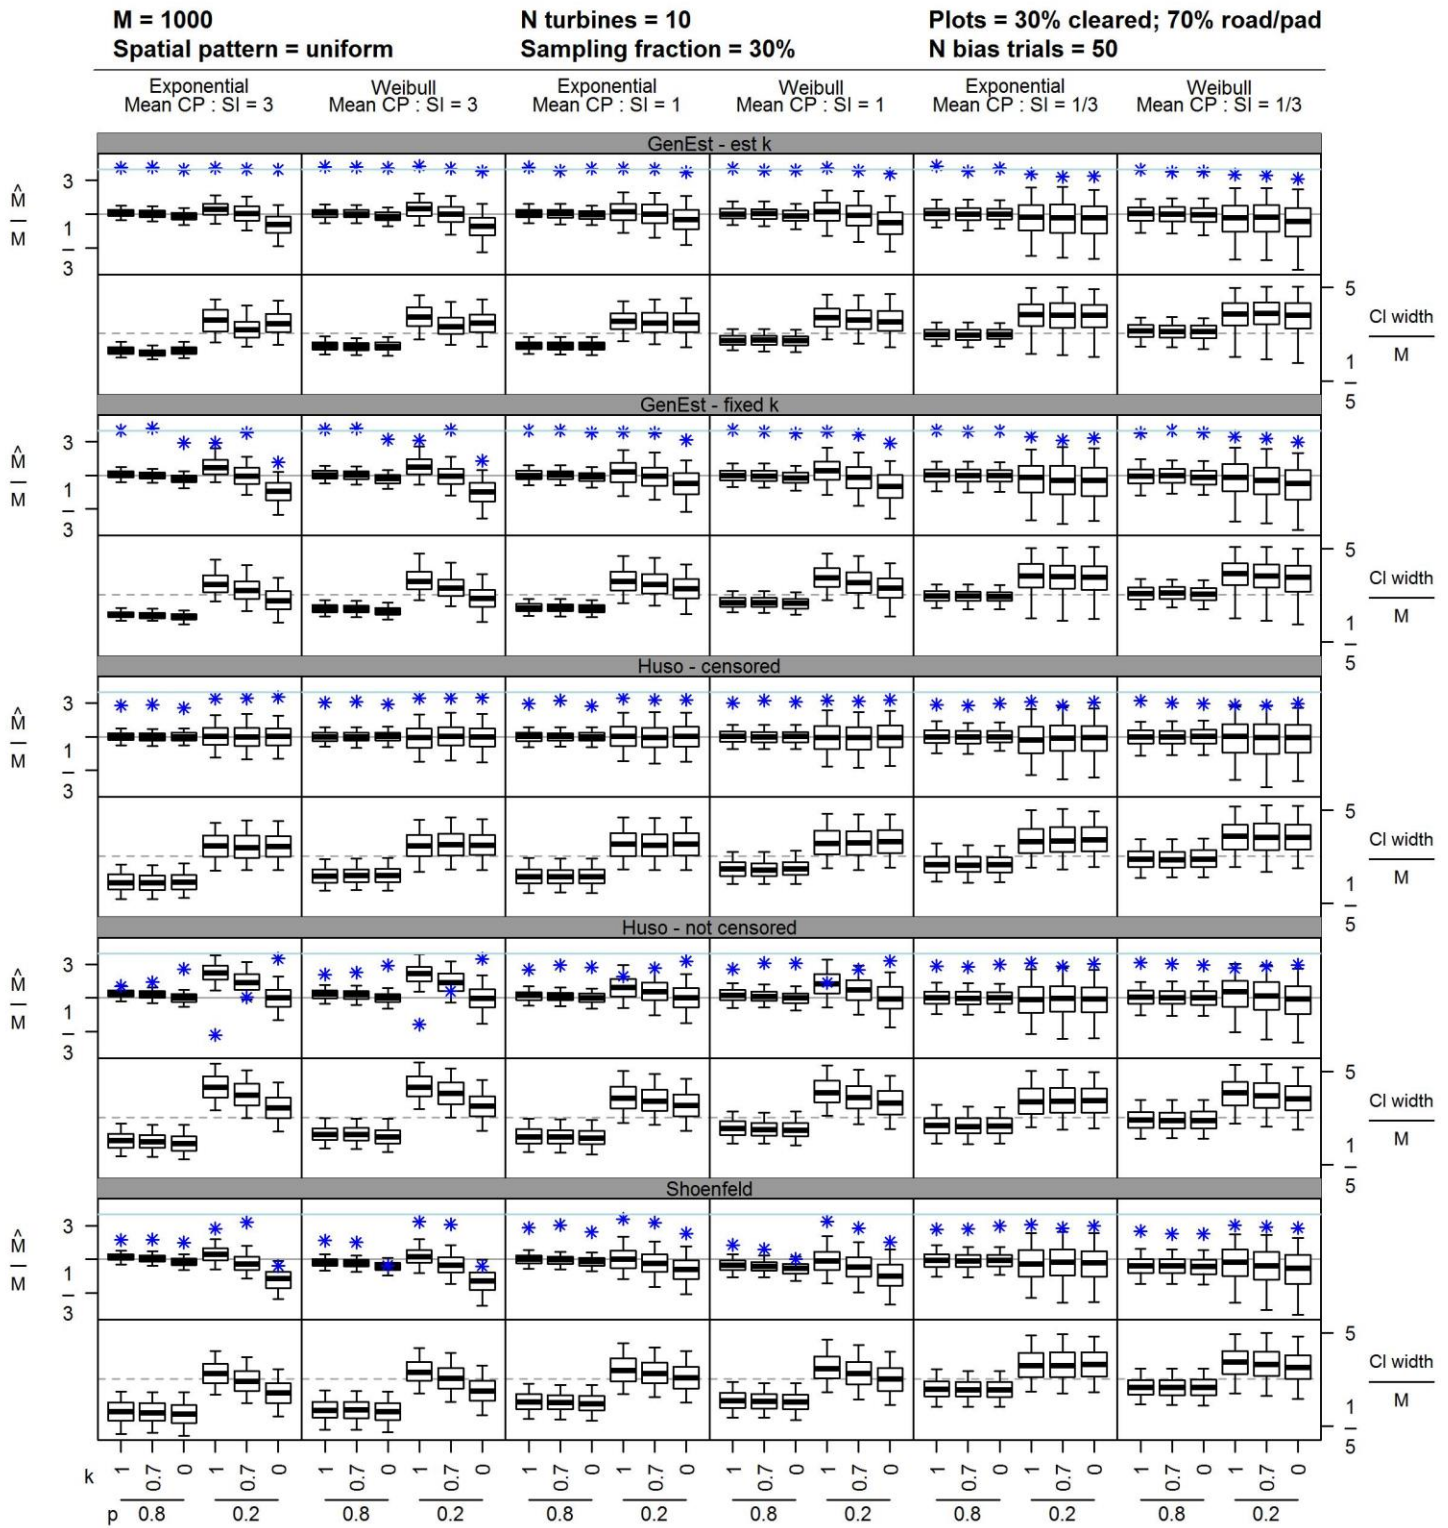 M = 1000 N turbines = 10 Plots = 30% cleared; 70% road/pad
Spatial pattern = uniform Sampling fraction = 30% N bias trials = 50
Exponential Weibull Exponential Weibull Exponential Weibull
Mean CP : SI = 3 Mean CP : SI = 3 Mean CP : SI = 1 Mean CP : SI = 1 Mean CP : SI = 1/3 Mean CP : SI = 1/3
GenEst - est k
3
M̂
M
1
3
5
CI width
M
1
5
GenEst - fixed k
3
M̂
M
1
3
5
CI width
M
1
5
Huso - censored
3
M̂
M
1
3
5
CI width
M
1
5
Huso - not censored
3
M̂
M
1
3
5
CI width
M
1
5
Shoenfeld
3
M̂
M
1
3
5
CI width
M
1
5
k 1 0.7 0 1 0.7 0 1 0.7 0 1 0.7 0 1 0.7 0 1 0.7 0 1 0.7 0 1 0.7 0 1 0.7 0 1 0.7 0 1 0.7 0 1 0.7 0
p 0.8 0.2 0.8 0.2 0.8 0.2 0.8 0.2 0.8 0.2 0.8 0.2